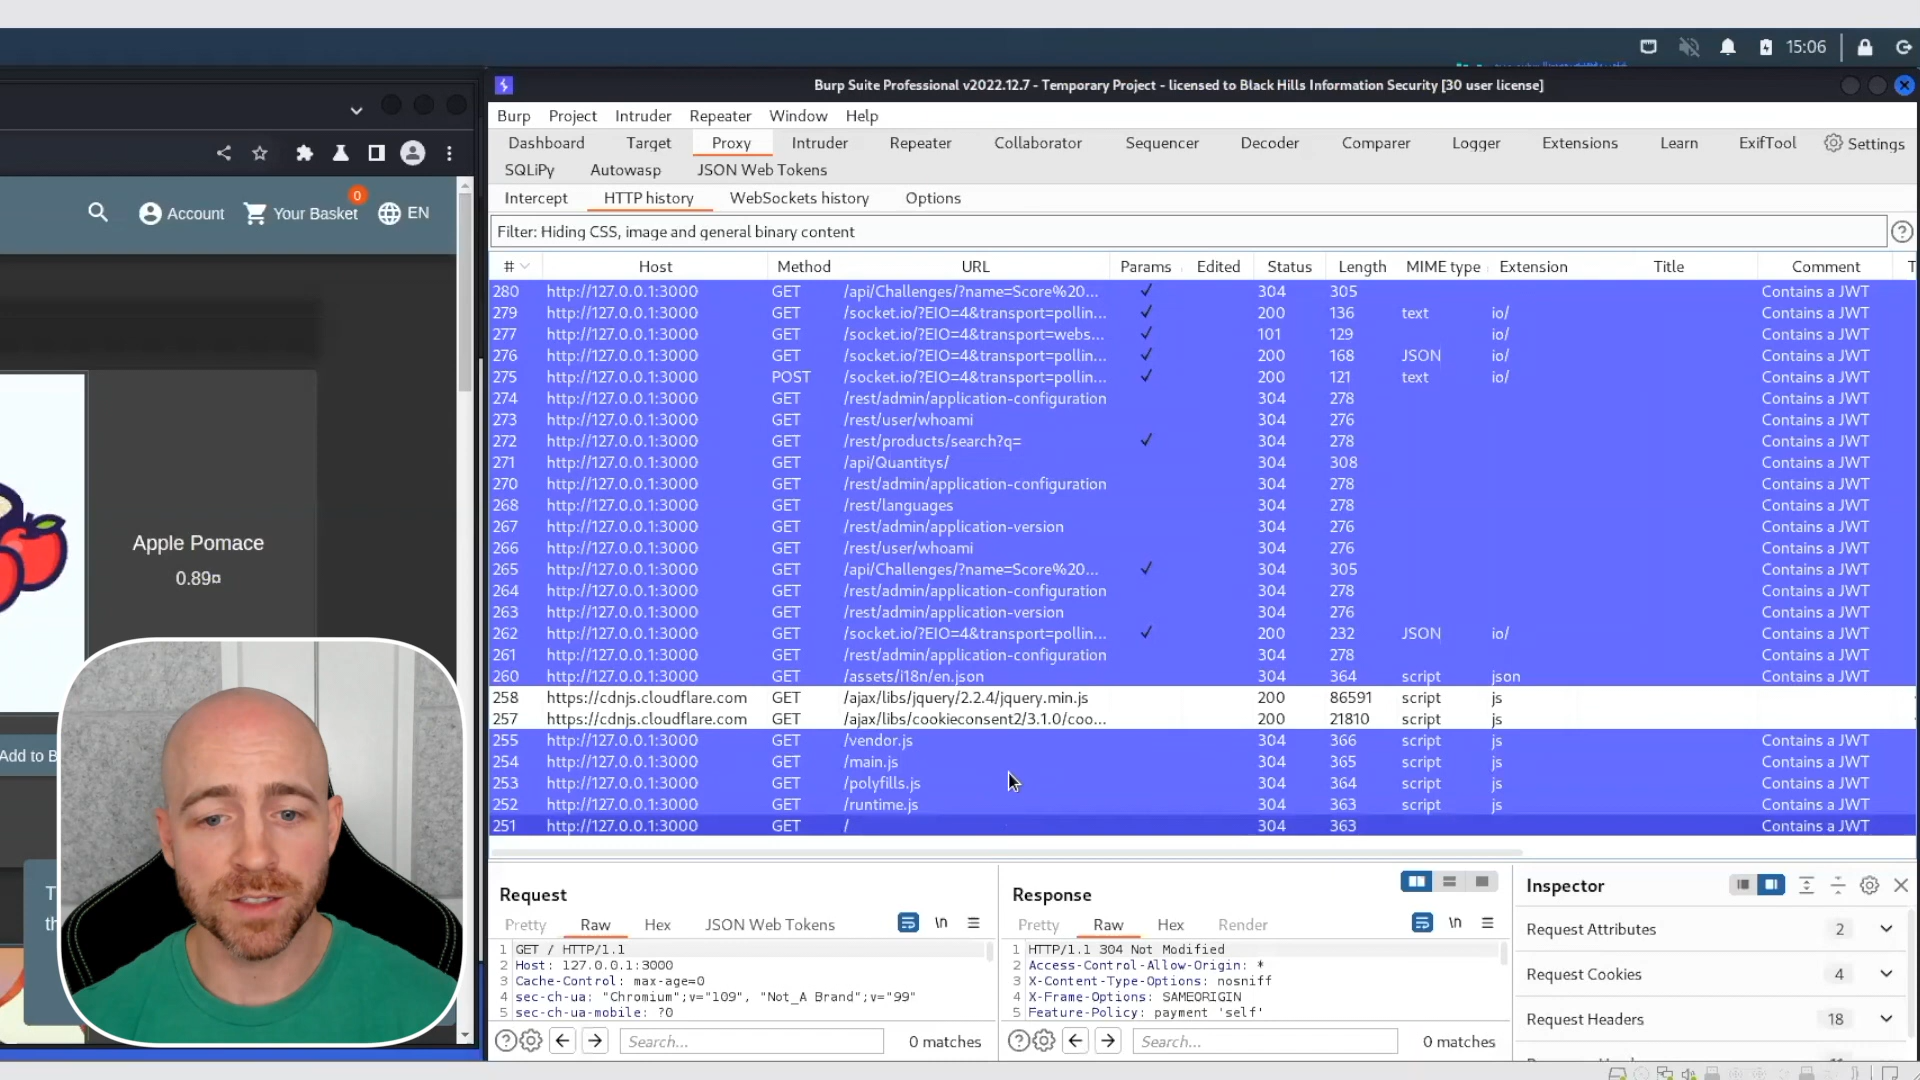 15:06
Burp Suite Professional v2022.12.7 - Temporary Project - licensed to Black Hills Information Security [30 user license]
Burp Project Intruder Repeater Window Help
Dashboard Target Proxy Intruder Repeater Collaborator Sequencer Decoder Comparer Logger Extensions Learn ExifTool Settings
SQLiPy Autowasp JSON Web Tokens
Intercept HTTP history WebSockets history Options
Filter: Hiding CSS, image and general binary content
# Host Method URL Params Edited Status Length MIME type Extension Title Comment T
280 http://127.0.0.1:3000 GET /api/Challenges/?name=Score%20... ✓ 304 305 Contains a JWT
279 http://127.0.0.1:3000 GET /socket.io/?EIO=4&transport=pollin... ✓ 200 136 text io/ Contains a JWT
277 http://127.0.0.1:3000 GET /socket.io/?EIO=4&transport=webs... ✓ 101 129 io/ Contains a JWT
276 http://127.0.0.1:3000 GET /socket.io/?EIO=4&transport=pollin... ✓ 200 168 JSON io/ Contains a JWT
275 http://127.0.0.1:3000 POST /socket.io/?EIO=4&transport=pollin... ✓ 200 121 text io/ Contains a JWT
274 http://127.0.0.1:3000 GET /rest/admin/application-configuration 304 278 Contains a JWT
273 http://127.0.0.1:3000 GET /rest/user/whoami 304 276 Contains a JWT
272 http://127.0.0.1:3000 GET /rest/products/search?q= ✓ 304 278 Contains a JWT
271 http://127.0.0.1:3000 GET /api/Quantitys/ 304 308 Contains a JWT
270 http://127.0.0.1:3000 GET /rest/admin/application-configuration 304 278 Contains a JWT
268 http://127.0.0.1:3000 GET /rest/languages 304 278 Contains a JWT
267 http://127.0.0.1:3000 GET /rest/admin/application-version 304 276 Contains a JWT
266 http://127.0.0.1:3000 GET /rest/user/whoami 304 276 Contains a JWT
265 http://127.0.0.1:3000 GET /api/Challenges/?name=Score%20... ✓ 304 305 Contains a JWT
264 http://127.0.0.1:3000 GET /rest/admin/application-configuration 304 278 Contains a JWT
263 http://127.0.0.1:3000 GET /rest/admin/application-version 304 276 Contains a JWT
262 http://127.0.0.1:3000 GET /socket.io/?EIO=4&transport=pollin... ✓ 200 232 JSON io/ Contains a JWT
261 http://127.0.0.1:3000 GET /rest/admin/application-configuration 304 278 Contains a JWT
260 http://127.0.0.1:3000 GET /assets/i18n/en.json 304 364 script json Contains a JWT
258 https://cdnjs.cloudflare.com GET /ajax/libs/jquery/2.2.4/jquery.min.js 200 86591 script js
257 https://cdnjs.cloudflare.com GET /ajax/libs/cookieconsent2/3.1.0/coo... 200 21810 script js
255 http://127.0.0.1:3000 GET /vendor.js 304 366 script js Contains a JWT
254 http://127.0.0.1:3000 GET /main.js 304 365 script js Contains a JWT
253 http://127.0.0.1:3000 GET /polyfills.js 304 364 script js Contains a JWT
252 http://127.0.0.1:3000 GET /runtime.js 304 363 script js Contains a JWT
251 http://127.0.0.1:3000 GET / 304 363 Contains a JWT
Request
Pretty Raw Hex JSON Web Tokens \n
1 GET / HTTP/1.1
2 Host: 127.0.0.1:3000
3 Cache-Control: max-age=0
4 sec-ch-ua: "Chromium";v="109", "Not_A Brand";v="99"
5 sec-ch-ua-mobile: ?0
Search... 0 matches
Response
Pretty Raw Hex Render \n
1 HTTP/1.1 304 Not Modified
2 Access-Control-Allow-Origin: *
3 X-Content-Type-Options: nosniff
4 X-Frame-Options: SAMEORIGIN
5 Feature-Policy: payment 'self'
Search... 0 matches
Inspector
Request Attributes 2
Request Cookies 4
Request Headers 18
Account 0 Your Basket EN
Apple Pomace
0.89¤
Add to B
T
th